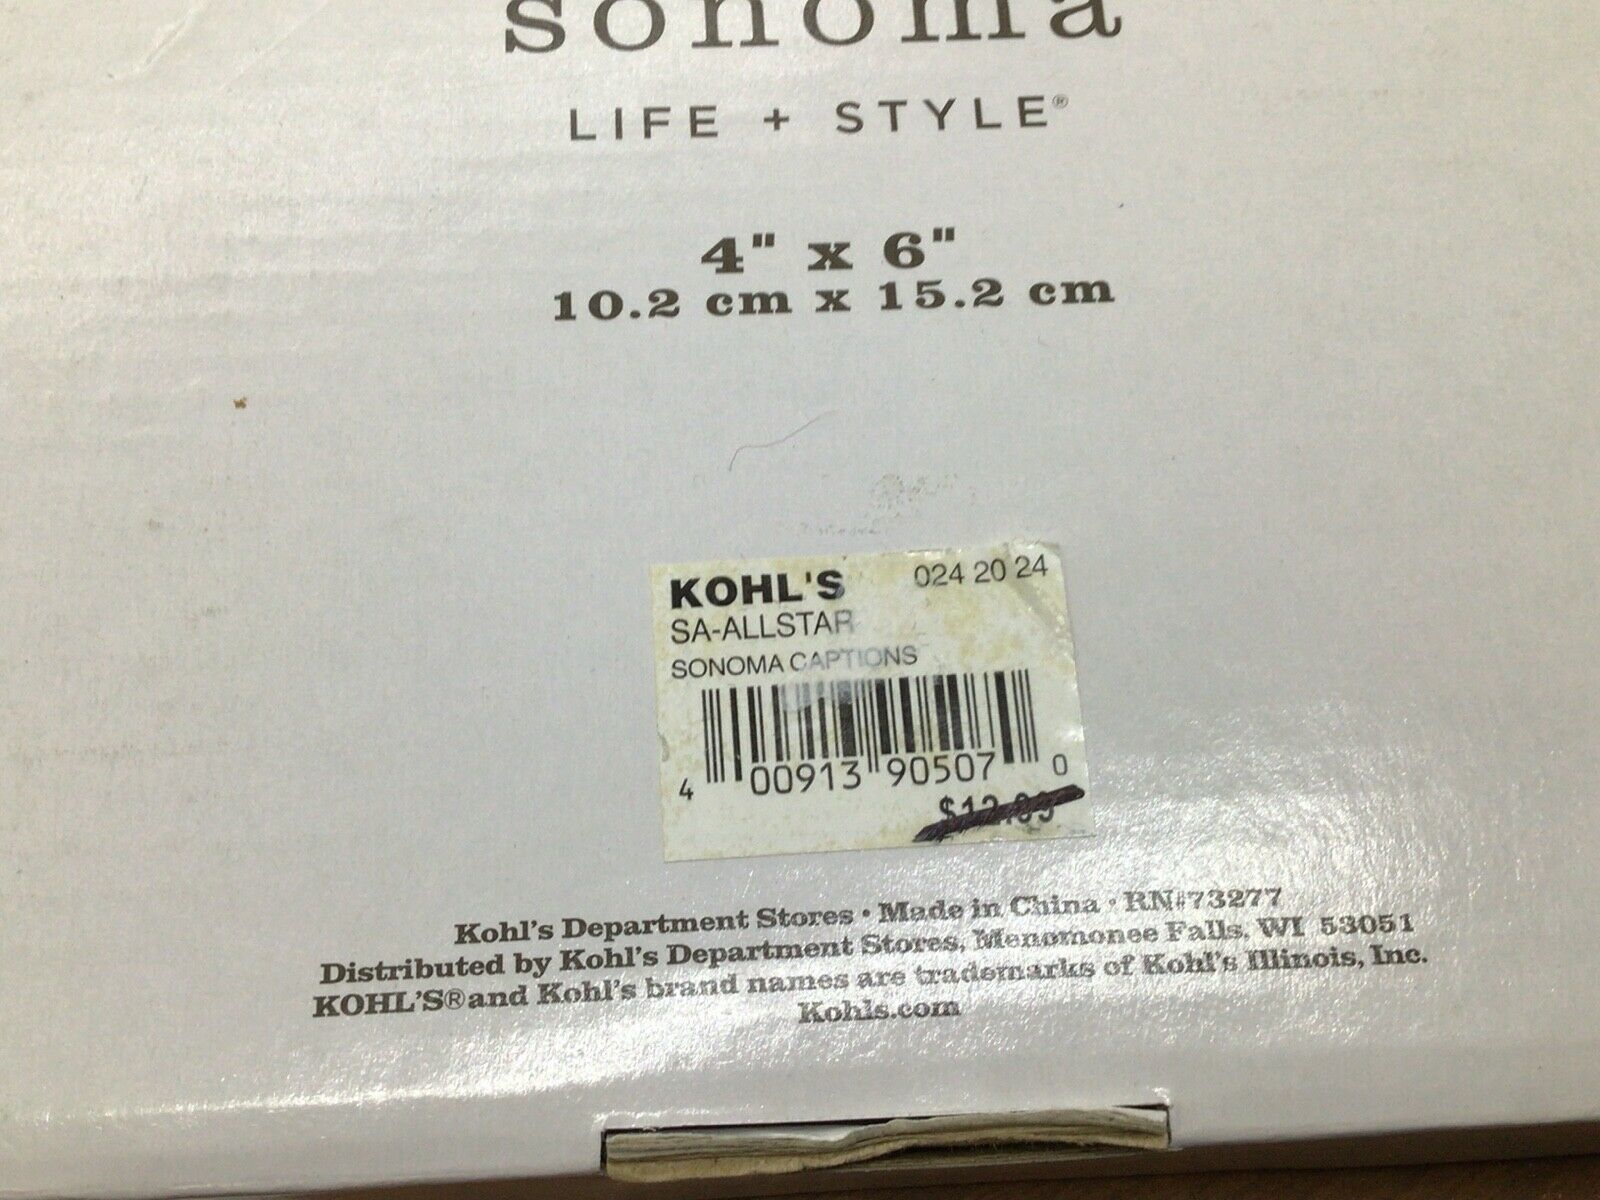 sonoma
LIFE + STYLE®
4" x 6"
10.2 cm x 15.2 cm
KOHL'S 024 20 24
SA-ALLSTAR
SONOMA CAPTIONS
4 00913 90507 0
Kohl's Department Stores • Made in China • RN#73277
Distributed by Kohl's Department Stores, Menomonee Falls, WI 53051
KOHL'S® and Kohl's brand names are trademarks of Kohl's Illinois, Inc.
Kohls.com